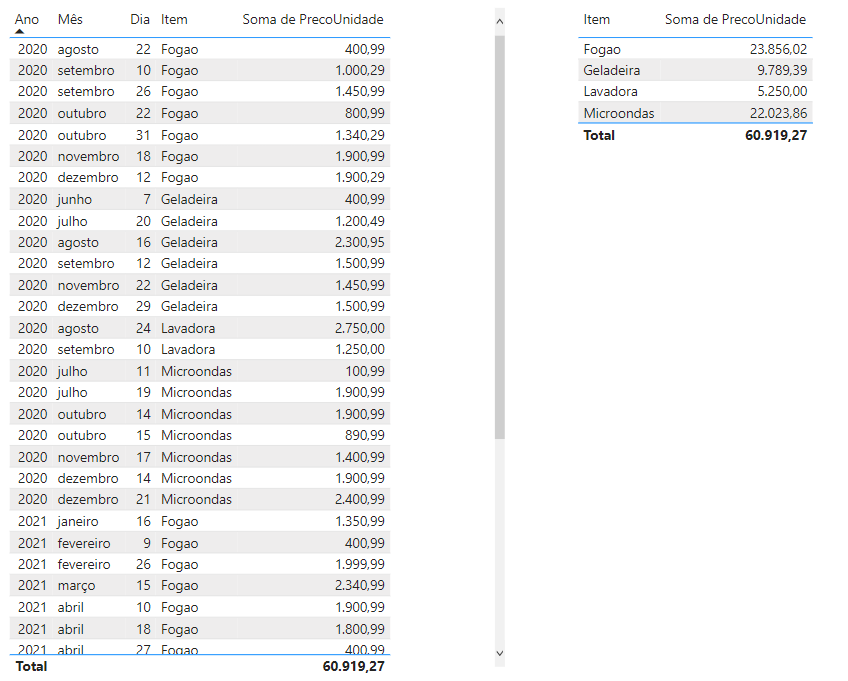 Ano Mês Dia Item Soma de PrecoUnidade
2020 agosto 22 Fogao 400,99
2020 setembro 10 Fogao 1.000,29
2020 setembro 26 Fogao 1.450,99
2020 outubro 22 Fogao 800,99
2020 outubro 31 Fogao 1.340,29
2020 novembro 18 Fogao 1.900,99
2020 dezembro 12 Fogao 1.900,29
2020 junho 7 Geladeira 400,99
2020 julho 20 Geladeira 1.200,49
2020 agosto 16 Geladeira 2.300,95
2020 setembro 12 Geladeira 1.500,99
2020 novembro 22 Geladeira 1.450,99
2020 dezembro 29 Geladeira 1.500,99
2020 agosto 24 Lavadora 2.750,00
2020 setembro 10 Lavadora 1.250,00
2020 julho 11 Microondas 100,99
2020 julho 19 Microondas 1.900,99
2020 outubro 14 Microondas 1.900,99
2020 outubro 15 Microondas 890,99
2020 novembro 17 Microondas 1.400,99
2020 dezembro 14 Microondas 1.900,99
2020 dezembro 21 Microondas 2.400,99
2021 janeiro 16 Fogao 1.350,99
2021 fevereiro 9 Fogao 400,99
2021 fevereiro 26 Fogao 1.999,99
2021 março 15 Fogao 2.340,99
2021 abril 10 Fogao 1.900,99
2021 abril 18 Fogao 1.800,99
2021 abril 27 Fogao 400,99
Total 60.919,27
Item Soma de PrecoUnidade
Fogao 23.856,02
Geladeira 9.789,39
Lavadora 5.250,00
Microondas 22.023,86
Total 60.919,27